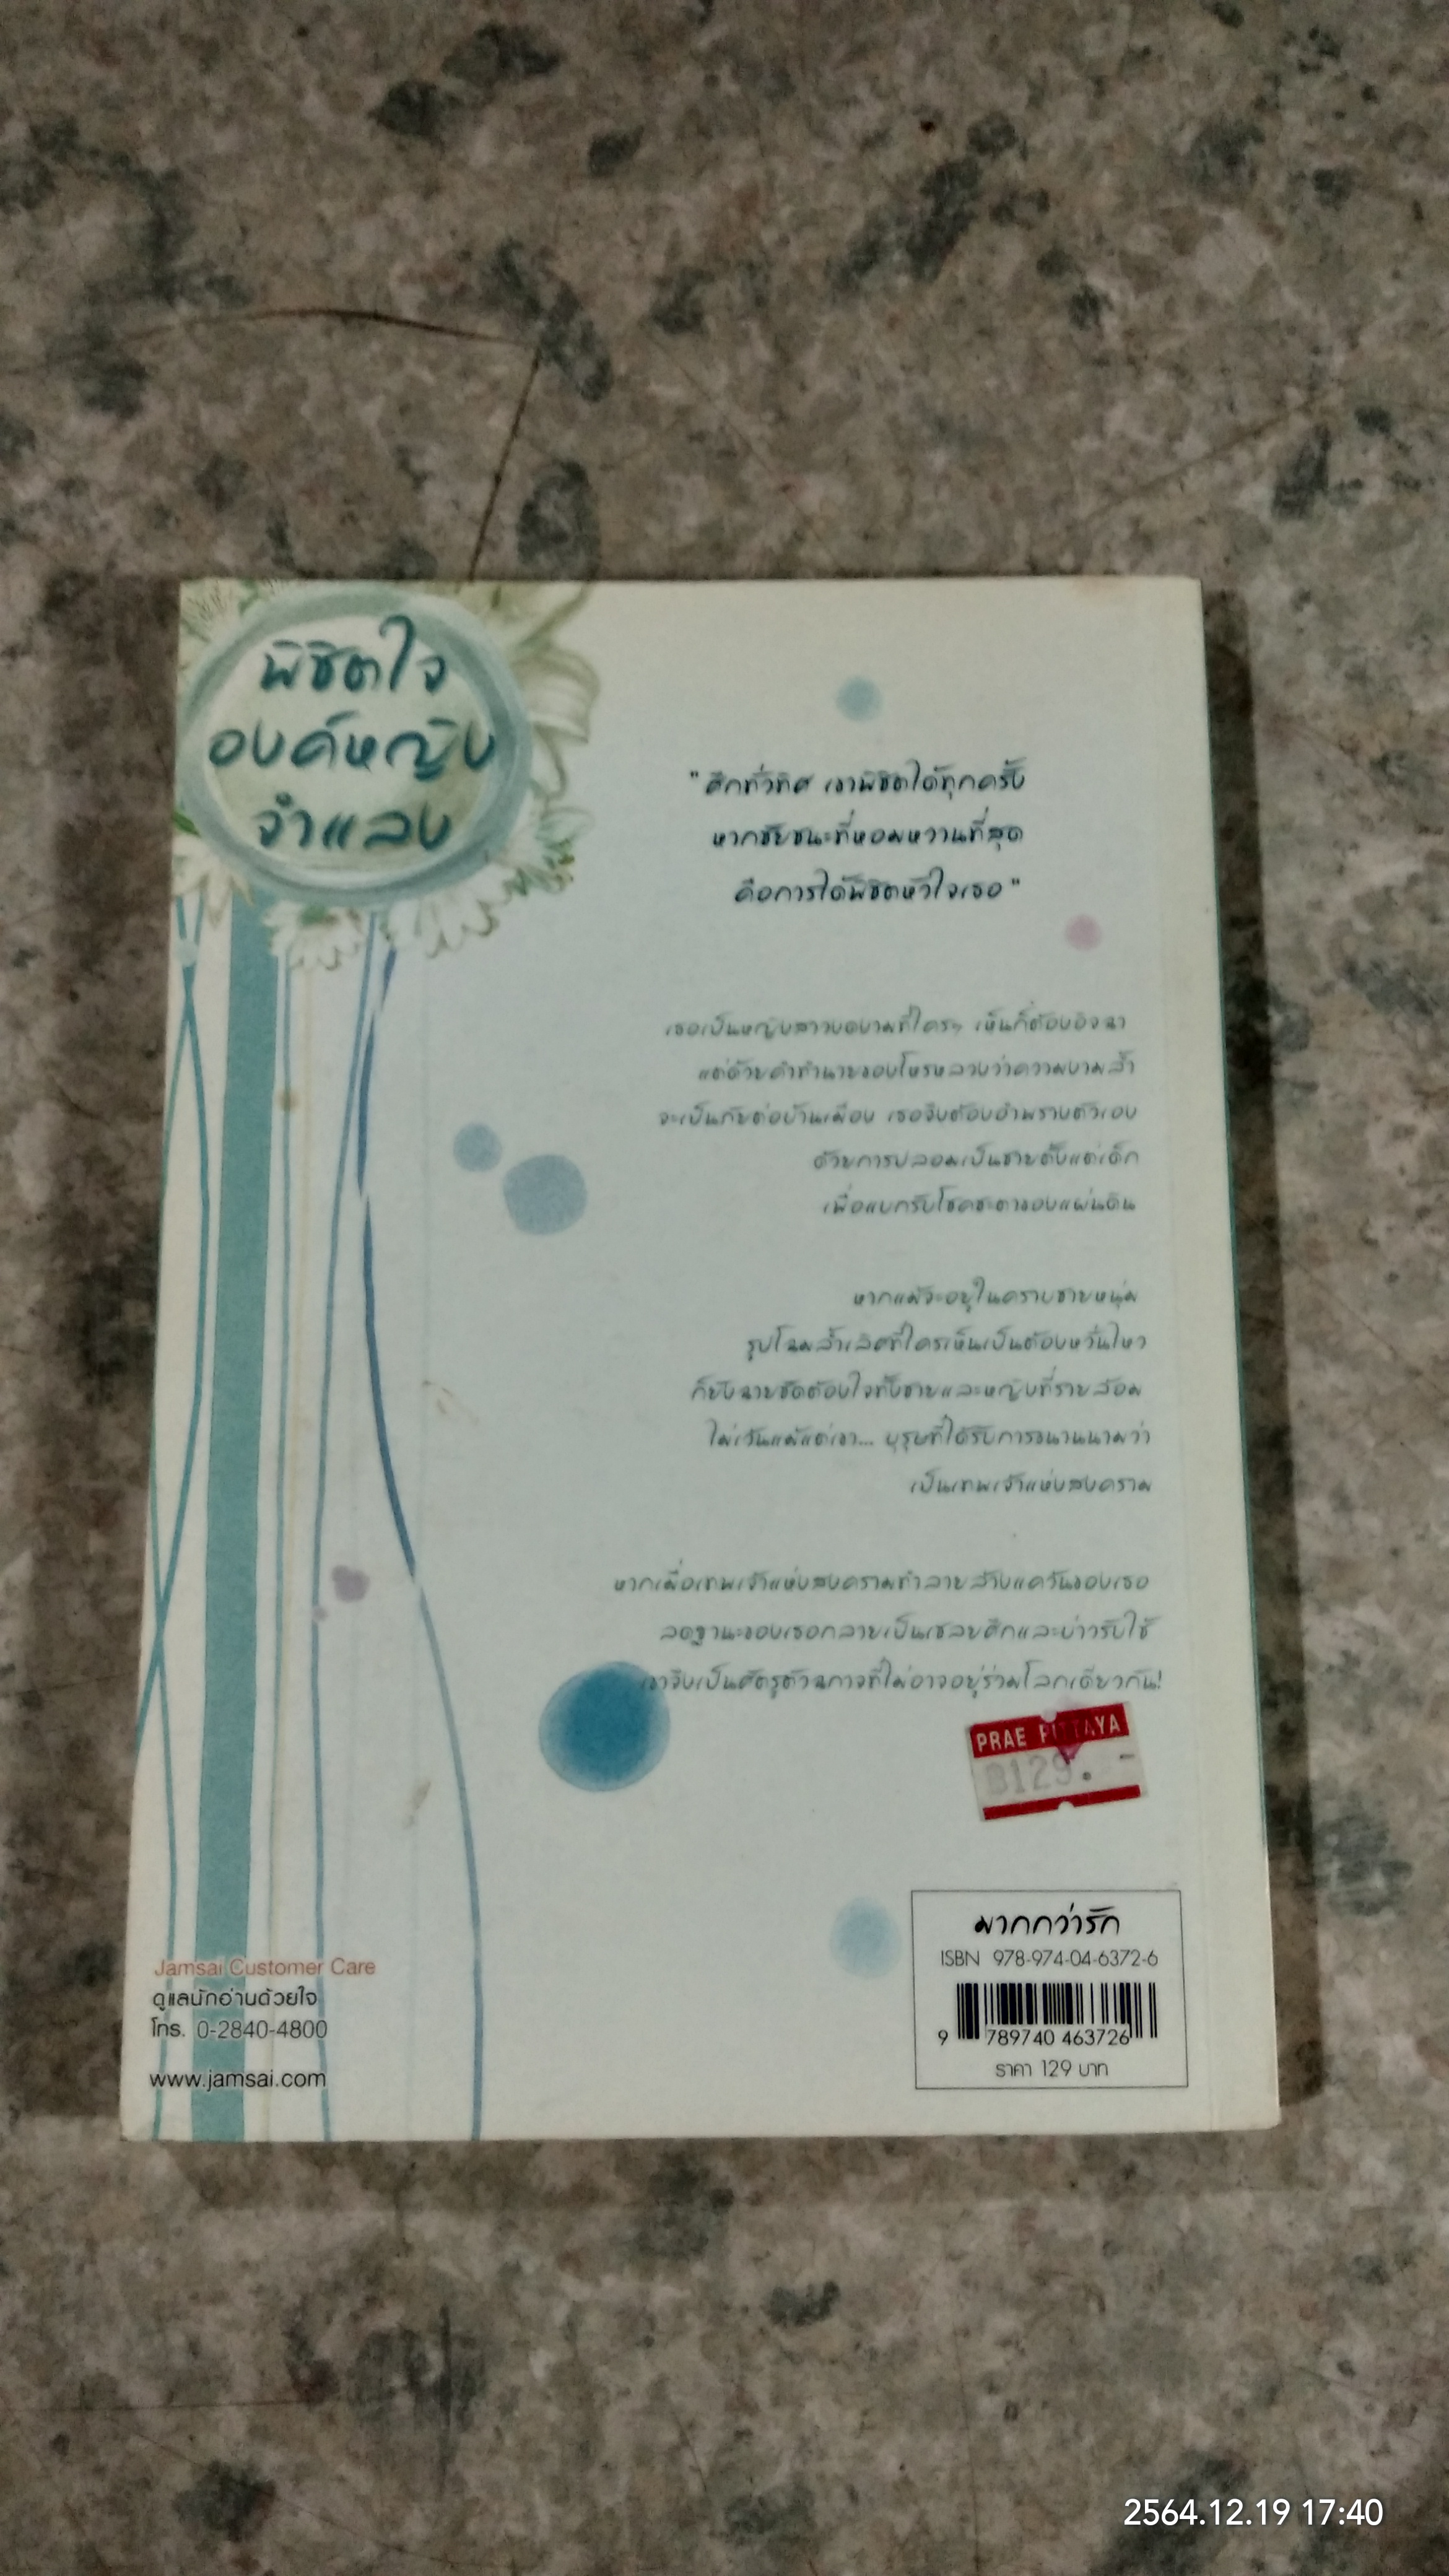 พิชิตใจ
องค์หญิง
จำแลง
"ศึกทั่วทิศ เขาพิชิตได้ทุกครั้ง
หากชัยชนะที่หอมหวานที่สุด
คือการได้พิชิตหัวใจเธอ"
เธอเป็นหญิงสาวงดงามที่ใครๆ เห็นก็ต้องอิจฉา
แต่ด้วยคำทำนายของโหรหลวงว่าความงามล้ำ
จะเป็นภัยต่อบ้านเมือง เธอจึงต้องอำพรางตัวเอง
ด้วยการปลอมเป็นชายตั้งแต่เด็ก
เพื่อแบกรับโชคชะตาของแผ่นดิน
หากแม้จะอยู่ในคราบชายหนุ่ม
รูปโฉมล้ำเลิศที่ใครเห็นเป็นต้องหวั่นไหว
ก็ยังฉายชัดต้องใจทั้งชายและหญิงที่รายล้อม
ไม่เว้นแม้แต่เขา... บุรุษที่ได้รับการขนานนามว่า
เป็นเทพเจ้าแห่งสงคราม
หากเมื่อเทพเจ้าแห่งสงครามทำลายล้างแคว้นของเธอ
ลดฐานะของเธอกลายเป็นเชลยศึกและบ่าวรับใช้
เขาจึงเป็นศัตรูตัวฉกาจที่ไม่อาจอยู่ร่วมโลกเดียวกัน!
PRAE PITTAYA
฿129.-
มากกว่ารัก
ISBN 978-974-04-6372-6
9 789740 463726
ราคา 129 บาท
Jamsai Customer Care
ดูแลนักอ่านด้วยใจ
โทร. 0-2840-4800
www.jamsai.com
2564.12.19 17:40